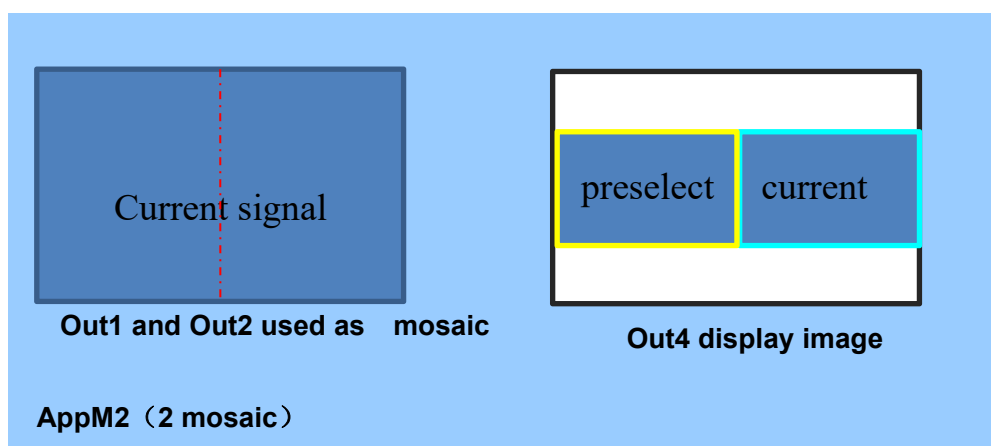 Current signal
preselect
current
Out1 and Out2 used as mosaic
Out4 display image
AppM2（2 mosaic）